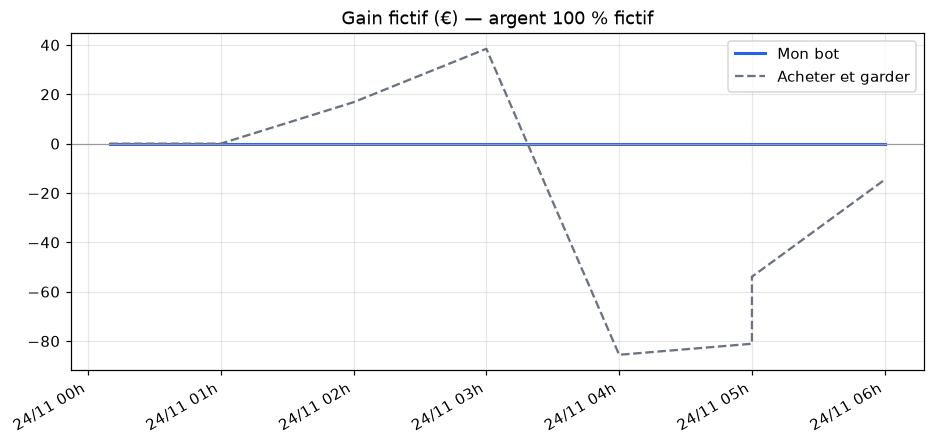 Gain fictif (€) — argent 100 % fictif
Mon bot
Acheter et garder
40
20
0
−20
−40
−60
−80
24/11 00h
24/11 01h
24/11 02h
24/11 03h
24/11 04h
24/11 05h
24/11 06h